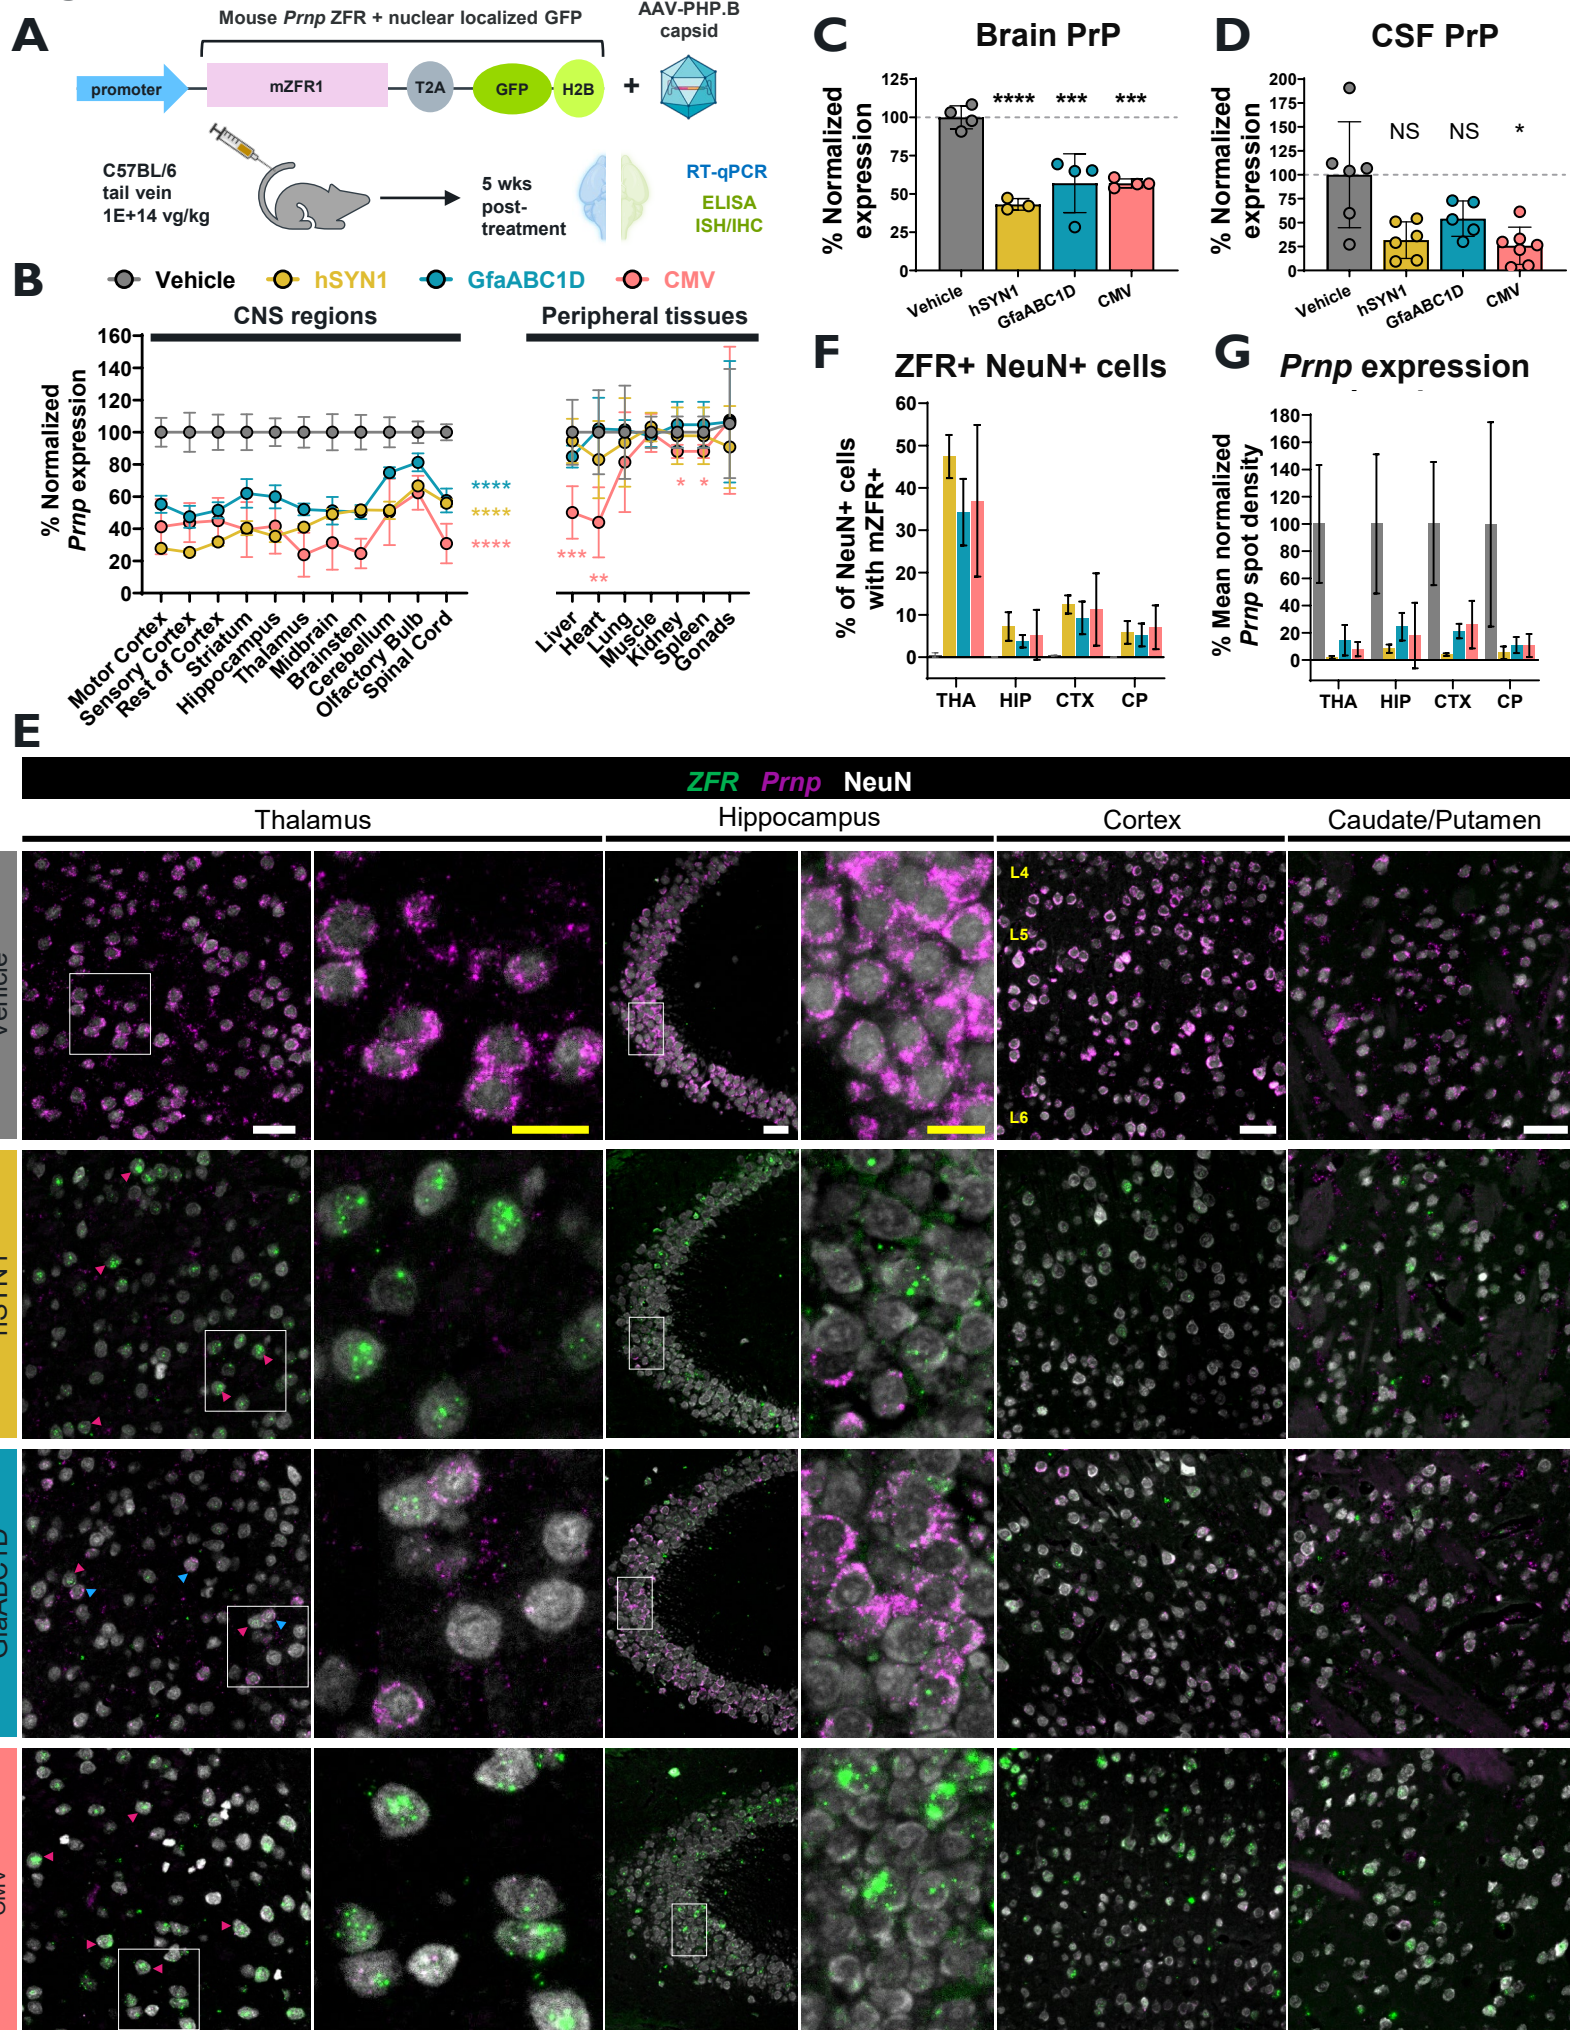 A
Mouse Prnp ZFR + nuclear localized GFP
AAV-PHP.B
capsid
promoter
mZFR1
T2A
GFP
H2B
+
C57BL/6
tail vein
1E+14 vg/kg
5 wks
post-
treatment
RT-qPCR
ELISA
ISH/IHC
B
Vehicle
hSYN1
GfaABC1D
CMV
CNS regions
Peripheral tissues
% Normalized
Prnp expression
160
140
120
100
80
60
40
20
0
****
****
****
***
**
*
*
Motor Cortex
Sensory Cortex
Rest of Cortex
Striatum
Hippocampus
Thalamus
Midbrain
Brainstem
Cerebellum
Olfactory Bulb
Spinal Cord
Liver
Heart
Lung
Muscle
Kidney
Spleen
Gonads
C
Brain PrP
% Normalized
expression
125
100
75
50
25
0
****
***
***
Vehicle
hSYN1
GfaABC1D
CMV
D
CSF PrP
% Normalized
expression
200
175
150
125
100
75
50
25
0
NS
NS
*
Vehicle
hSYN1
GfaABC1D
CMV
F
ZFR+ NeuN+ cells
% of NeuN+ cells
with mZFR+
60
50
40
30
20
10
0
THA
HIP
CTX
CP
G
Prnp expression
% Mean normalized
Prnp spot density
180
160
140
120
100
80
60
40
20
0
THA
HIP
CTX
CP
E
ZFR Prnp NeuN
Thalamus
Hippocampus
Cortex
Caudate/Putamen
Vehicle
L4
L5
L6
hSYN1
GfaABC1D
CMV